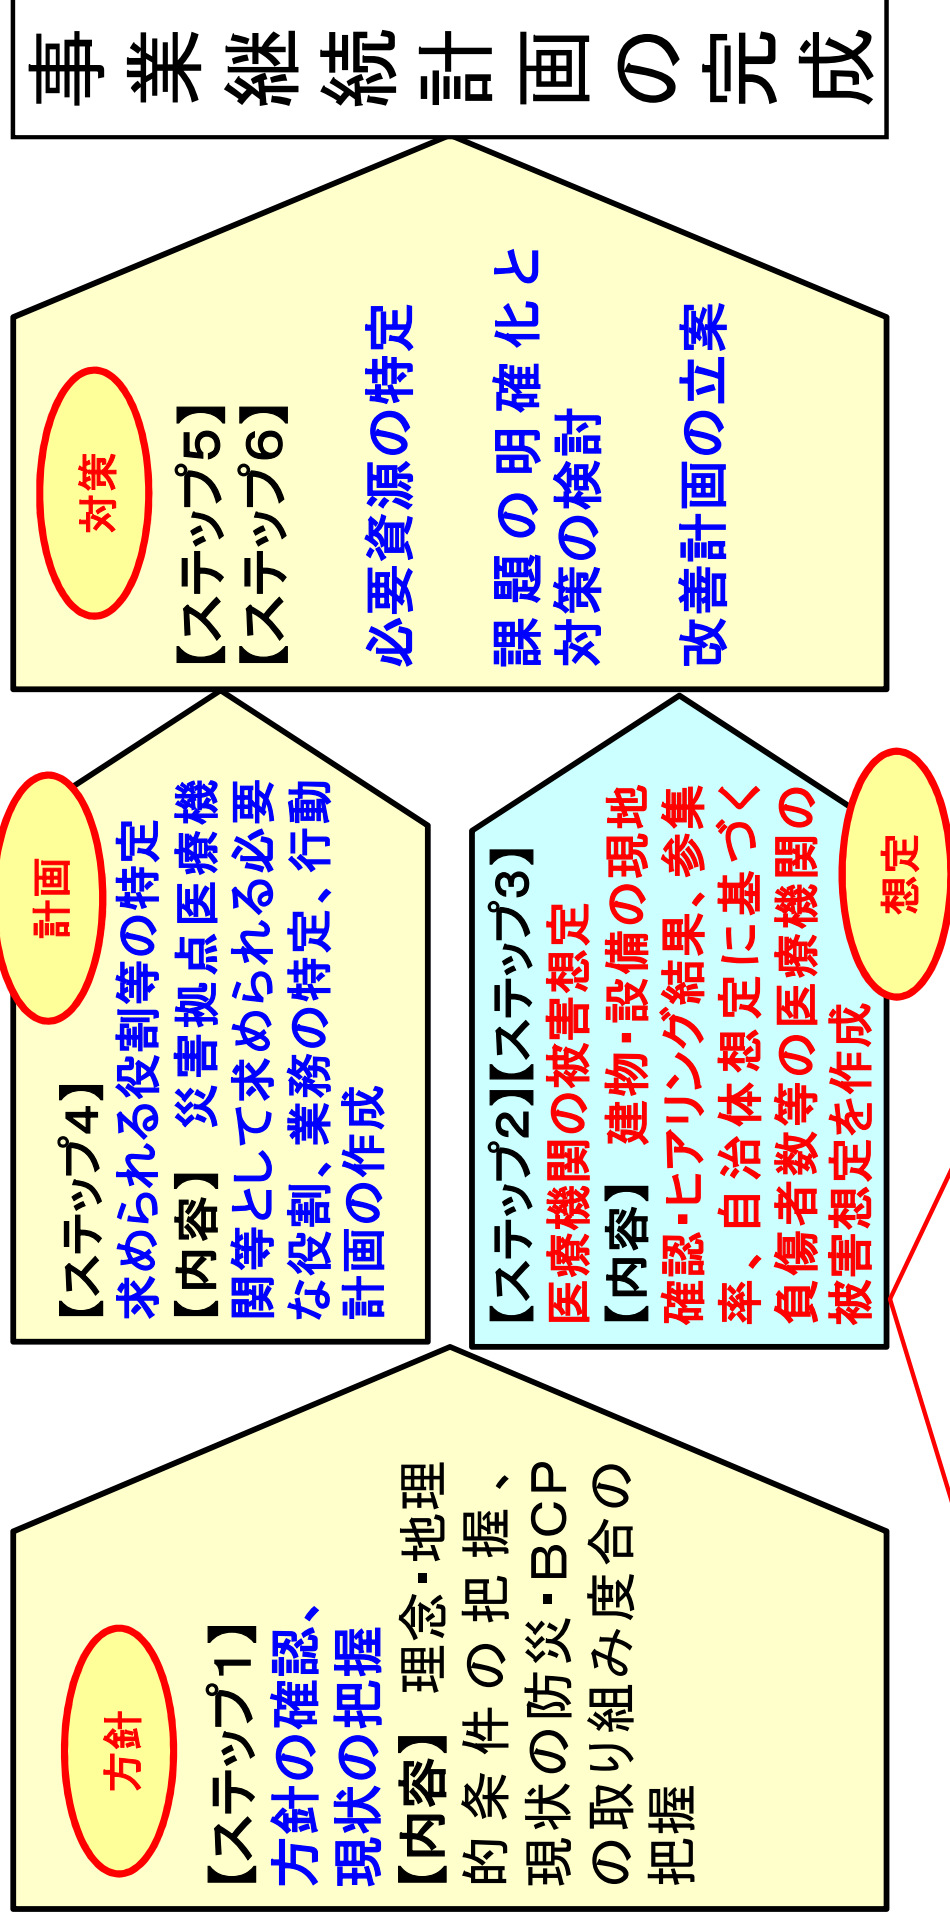 方針
【ステップ1】
方針の確認、
現状の把握
【内容】　理念・地理
的条件の把握、
現状の防災・BCP
の取り組み度合の
把握
計画
【ステップ4】
求められる役割等の特定
【内容】　災害拠点医療機
関等として求められる必要
な役割、業務の特定、行動
計画の作成
【ステップ2】【ステップ3】
医療機関の被害想定
【内容】　建物・設備の現地
確認・ヒアリング結果、参集
率、自治体想定に基づく
負傷者数等の医療機関の
被害想定を作成
想定
対策
【ステップ5】
【ステップ6】
必要資源の特定
課題の明確化と
対策の検討
改善計画の立案
事業継続計画の完成